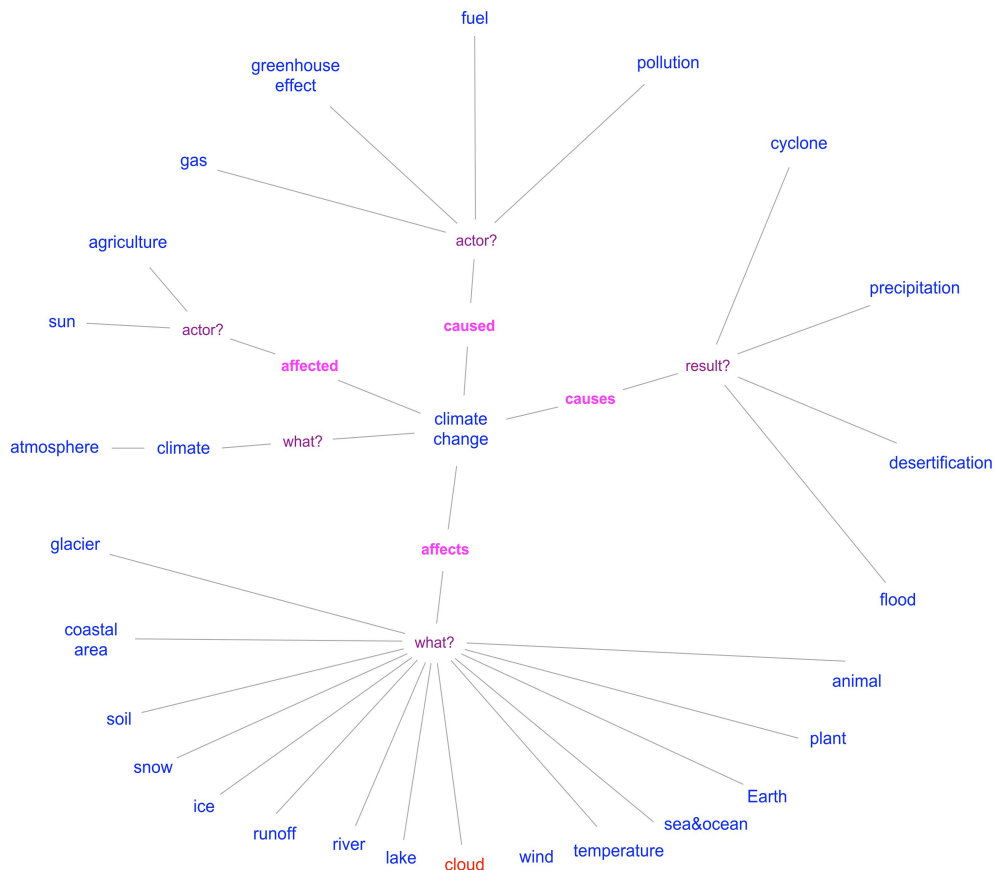 fuel
greenhouse
effect
pollution
cyclone
gas
actor?
agriculture
precipitation
sun
actor?
caused
affected
result?
causes
climate
change
atmosphere
climate
what?
desertification
glacier
affects
flood
coastal
area
what?
animal
soil
plant
snow
Earth
ice
sea&ocean
runoff
river
lake
cloud
wind
temperature